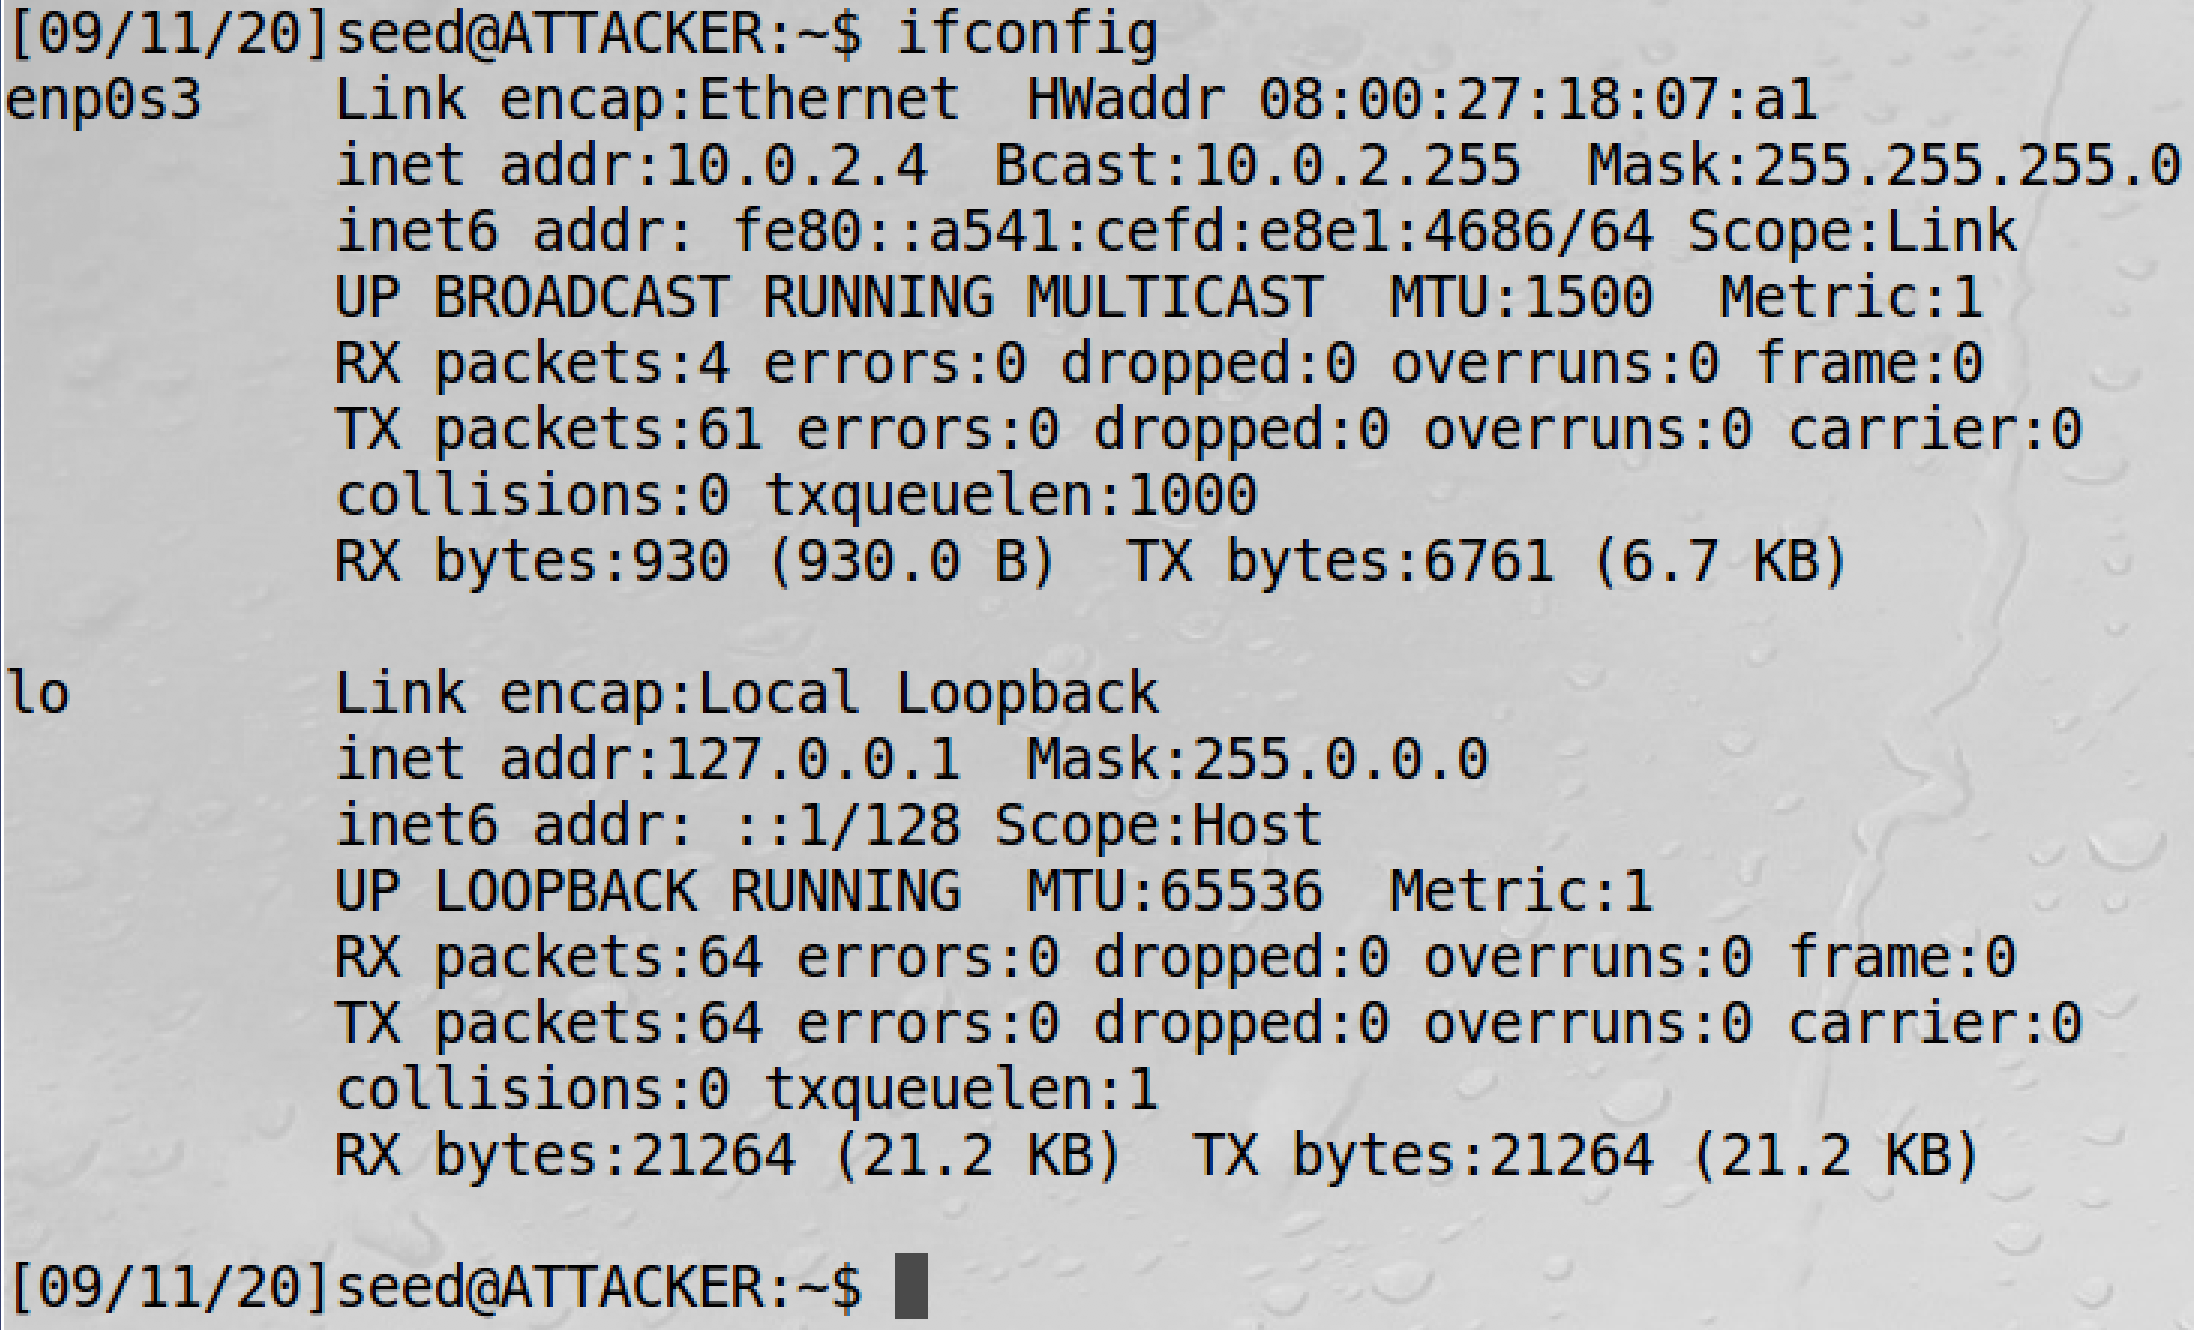 [09/11/20]seed@ATTACKER:~$ ifconfig
enp0s3    Link encap:Ethernet  HWaddr 08:00:27:18:07:a1
          inet addr:10.0.2.4  Bcast:10.0.2.255  Mask:255.255.255.0
          inet6 addr: fe80::a541:cefd:e8e1:4686/64 Scope:Link
          UP BROADCAST RUNNING MULTICAST  MTU:1500  Metric:1
          RX packets:4 errors:0 dropped:0 overruns:0 frame:0
          TX packets:61 errors:0 dropped:0 overruns:0 carrier:0
          collisions:0 txqueuelen:1000
          RX bytes:930 (930.0 B)  TX bytes:6761 (6.7 KB)

lo        Link encap:Local Loopback
          inet addr:127.0.0.1  Mask:255.0.0.0
          inet6 addr: ::1/128 Scope:Host
          UP LOOPBACK RUNNING  MTU:65536  Metric:1
          RX packets:64 errors:0 dropped:0 overruns:0 frame:0
          TX packets:64 errors:0 dropped:0 overruns:0 carrier:0
          collisions:0 txqueuelen:1
          RX bytes:21264 (21.2 KB)  TX bytes:21264 (21.2 KB)

[09/11/20]seed@ATTACKER:~$